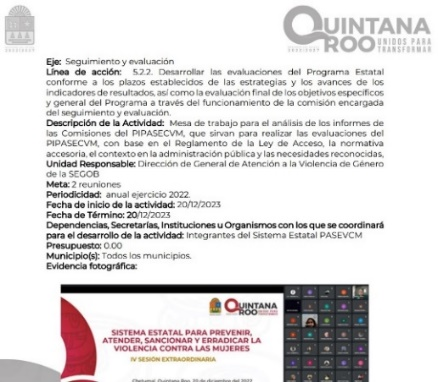 QUINTANA
ROO UNIDOS PARA
TRANSFORMAR
Eje: Seguimiento y evaluación
Línea de acción: 5.2.2. Desarrollar las evaluaciones del Programa Estatal
conforme a los plazos establecidos de las estrategias y los avances de los
indicadores de resultados, así como la evaluación final de los objetivos específicos
y general del Programa a través del funcionamiento de la comisión encargada
del seguimiento y evaluación.
Descripción de la Actividad: Mesa de trabajo para el análisis de los informes de
las Comisiones del PIPASECVM, que sirvan para realizar las evaluaciones del
PIPASECVM, con base en el Reglamento de la Ley de Acceso, la normativa
accesoria, el contexto en la administración pública y las necesidades reconocidas,
Unidad Responsable: Dirección de General de Atención a la Violencia de Género
de la SEGOB
Meta: 2 reuniones
Periodicidad: anual ejercicio 2022.
Fecha de inicio de la actividad: 20/12/2023
Fecha de Término: 20/12/2023
Dependencias, Secretarías, Instituciones u Organismos con los que se coordinará
para el desarrollo de la actividad: Integrantes del Sistema Estatal PASEVCM
Presupuesto: 0.00
Municipio(s): Todos los municipios.
Evidencia fotográfica:
QUINTANA
ROO
SISTEMA ESTATAL PARA PREVENIR,
ATENDER, SANCIONAR Y ERRADICAR LA
VIOLENCIA CONTRA LAS MUJERES
IV SESIÓN EXTRAORDINARIA
Chetumal, Quintana Roo, 20 de diciembre del 2023